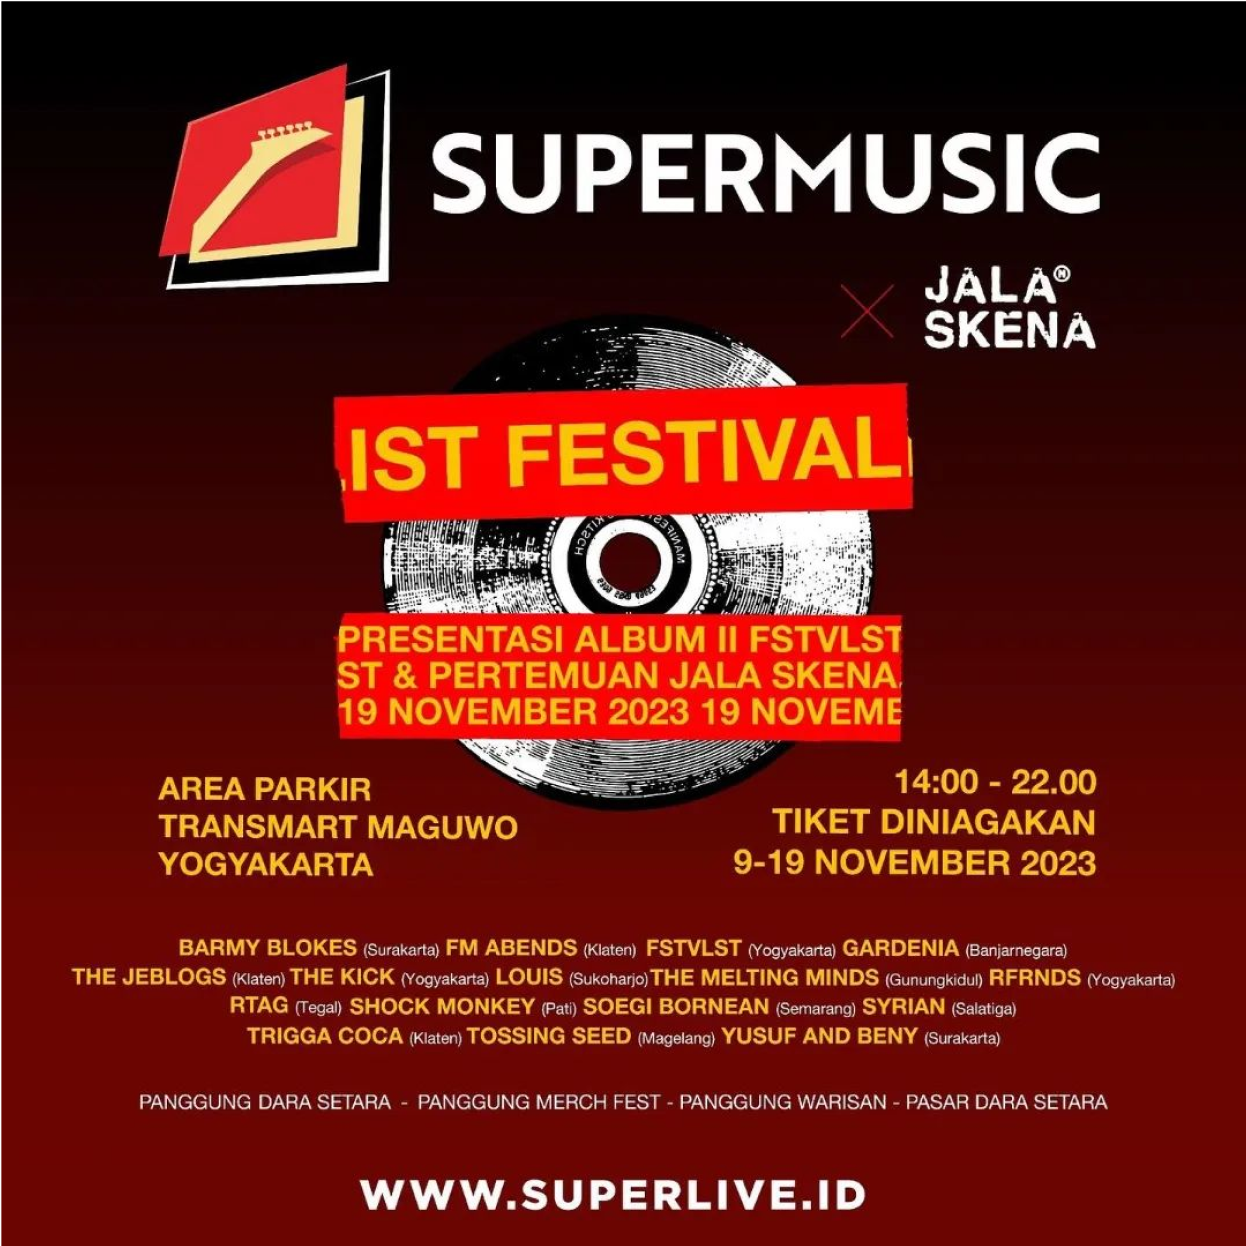 SUPERMUSIC
JALA
SKENA
IST FESTIVAL
MANIFESTO KITSCH
PRESENTASI ALBUM II FSTVLST
ST & PERTEMUAN JALA SKENA.
19 NOVEMBER 2023 19 NOVEME
AREA PARKIR
TRANSMART MAGUWO
YOGYAKARTA
14:00 - 22.00
TIKET DINIAGAKAN
9-19 NOVEMBER 2023
BARMY BLOKES (Surakarta) FM ABENDS (Klaten) FSTVLST (Yogyakarta) GARDENIA (Banjarnegara)
THE JEBLOGS (Klaten) THE KICK (Yogyakarta) LOUIS (Sukoharjo) THE MELTING MINDS (Gunungkidul) RFRNDS (Yogyakarta)
RTAG (Tegal) SHOCK MONKEY (Pati) SOEGI BORNEAN (Semarang) SYRIAN (Salatiga)
TRIGGA COCA (Klaten) TOSSING SEED (Magelang) YUSUF AND BENY (Surakarta)
PANGGUNG DARA SETARA - PANGGUNG MERCH FEST - PANGGUNG WARISAN - PASAR DARA SETARA
WWW.SUPERLIVE.ID